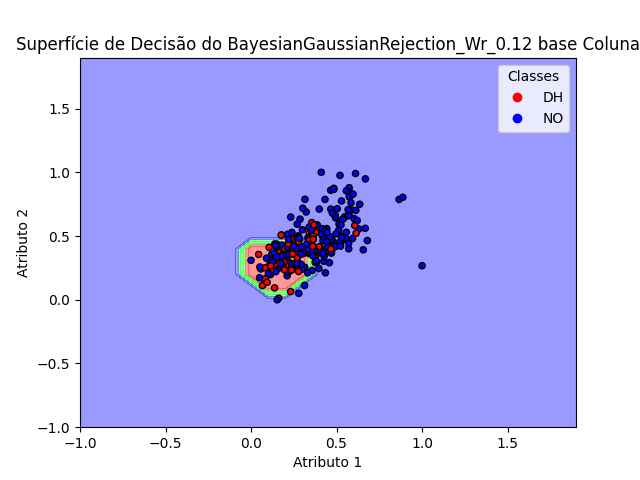 Superfície de Decisão do BayesianGaussianRejection_Wr_0.12 base Coluna
Classes
DH
NO
1.5
1.0
0.5
0.0
−0.5
−1.0
Atributo 2
−1.0 −0.5 0.0 0.5 1.0 1.5
Atributo 1